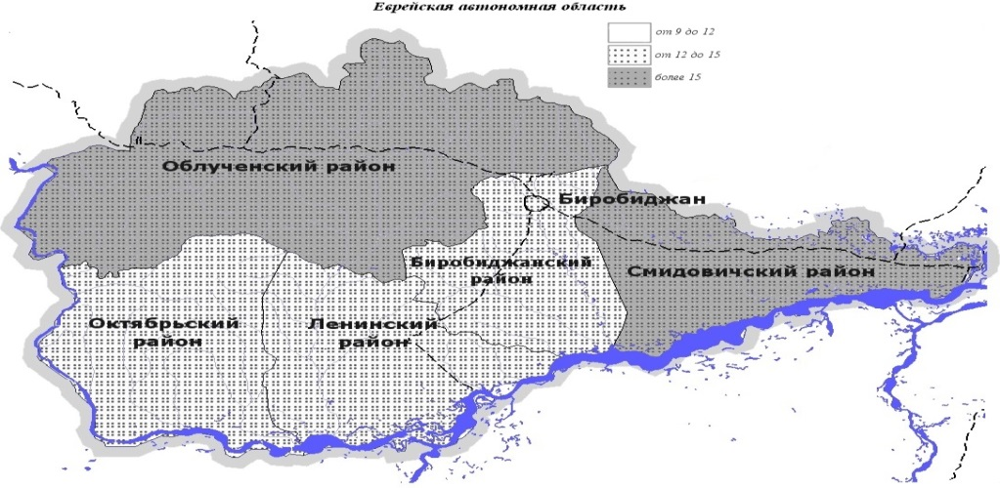 Еврейская автономная область
от 9 до 12
от 12 до 15
более 15
Облученский район
Биробиджан
Биробиджанский
район
Смидовичский район
Октябрьский
район
Ленинский
район